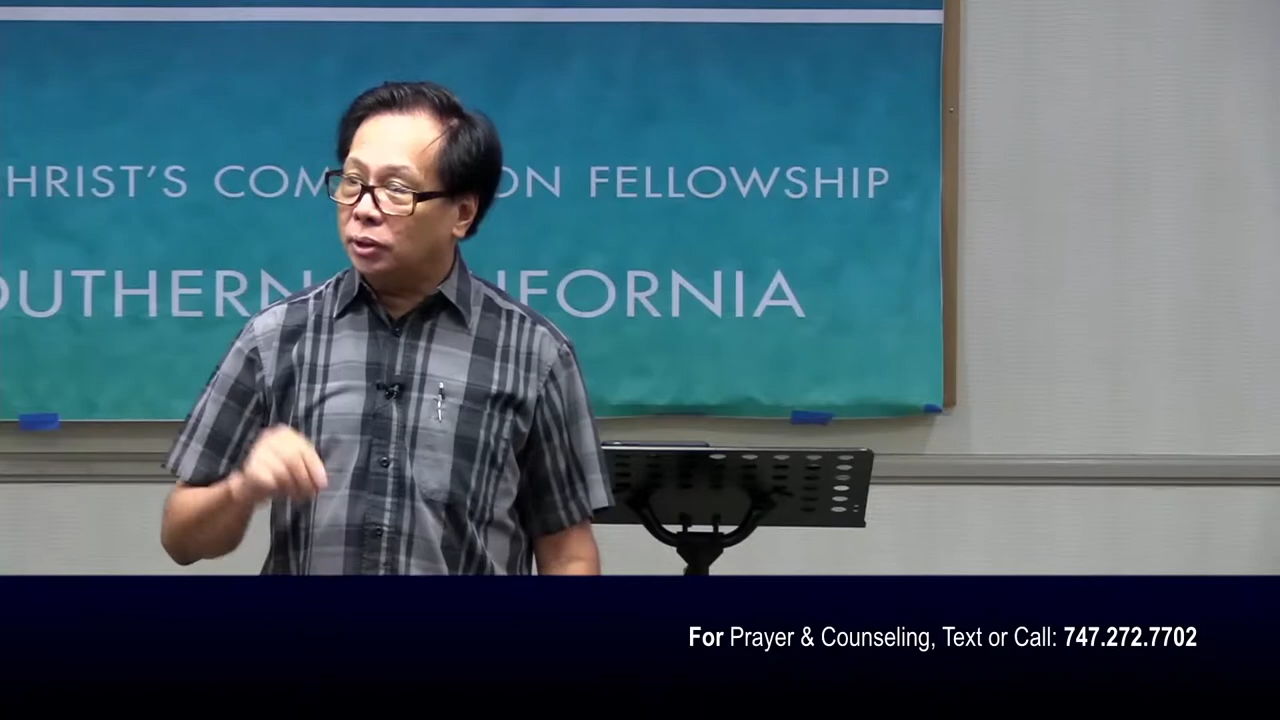 HRIST'S COM ON FELLOWSHIP
OUTHERN IFORNIA
For Prayer & Counseling, Text or Call: 747.272.7702